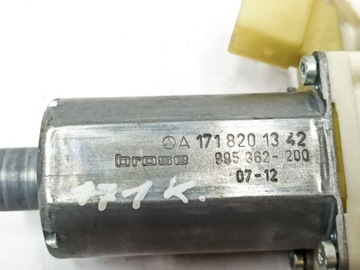 A 171 820 13 42
brose 995 362-200
07-12
171 K.